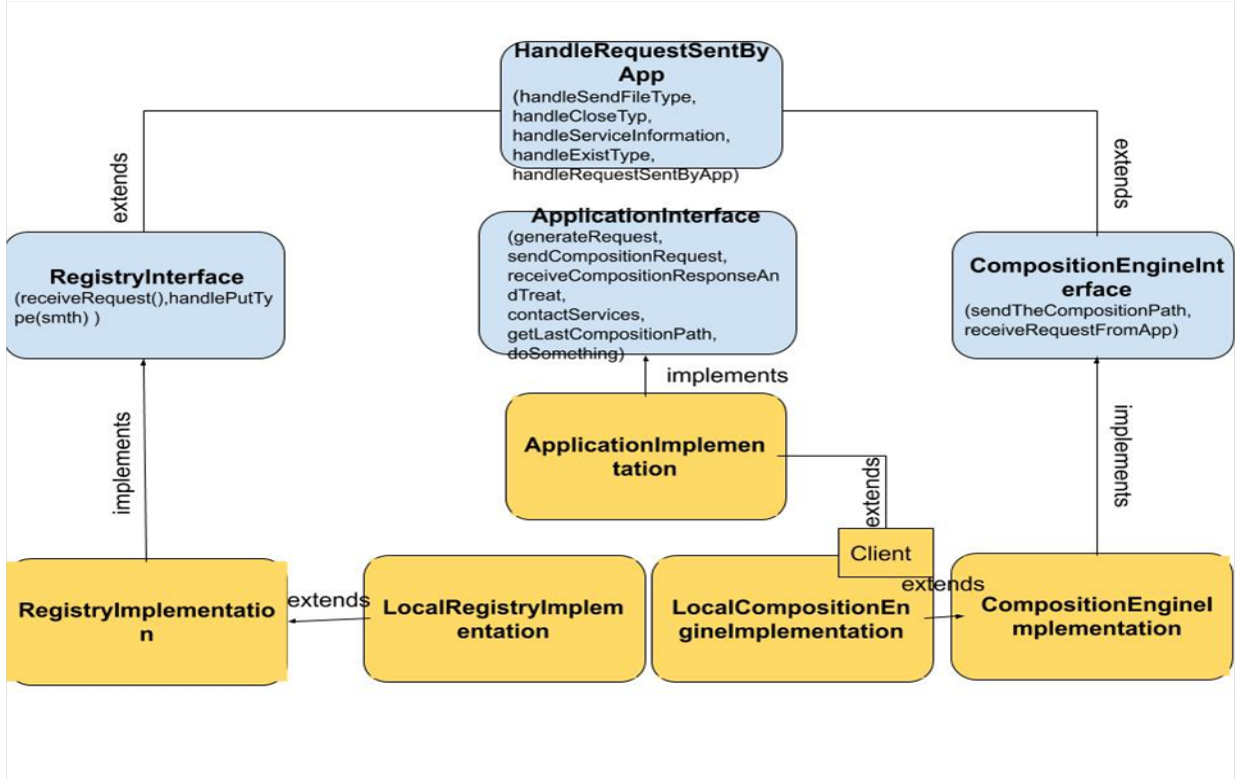 HandleRequestSentBy
App
(handleSendFileType,
handleCloseTyp,
handleServiceInformation,
handleExistType,
handleRequestSentByApp)
extends
extends
ApplicationInterface
(generateRequest,
sendCompositionRequest,
receiveCompositionResponseAn
dTreat,
contactServices,
getLastCompositionPath,
doSomething)
RegistryInterface
(receiveRequest(),handlePutTy
pe(smth) )
CompositionEngineInt
erface
(sendTheCompositionPath,
receiveRequestFromApp)
implements
implements
implements
ApplicationImplemen
tation
extends
Client
RegistryImplementatio
n
extends
LocalRegistryImplem
entation
LocalCompositionEn
gineImplementation
extends
CompositionEngineI
mplementation